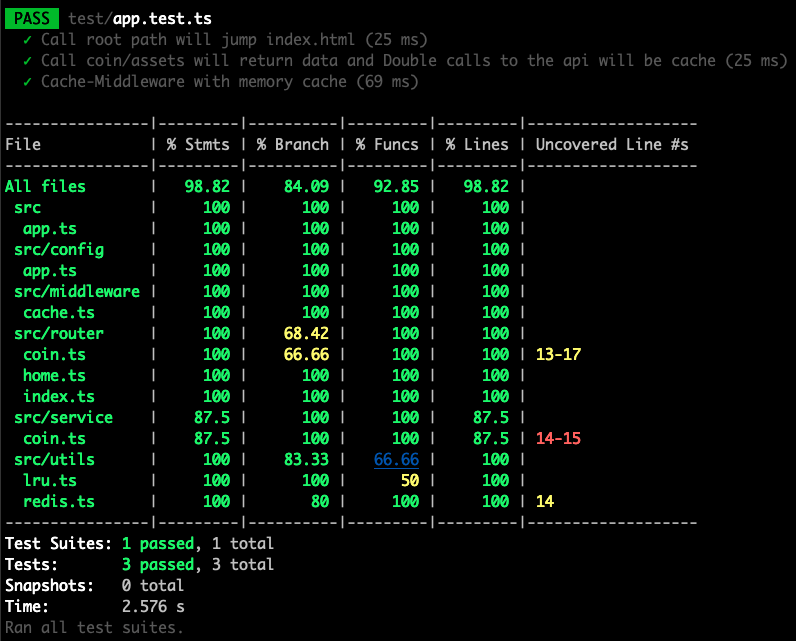 PASS test/app.test.ts
✓ Call root path will jump index.html (25 ms)
✓ Call coin/assets will return data and Double calls to the api will be cache (25 ms)
✓ Cache-Middleware with memory cache (69 ms)
----------------|---------|----------|---------|---------|-------------------
File            | % Stmts | % Branch | % Funcs | % Lines | Uncovered Line #s
----------------|---------|----------|---------|---------|-------------------
All files       |   98.82 |    84.09 |   92.85 |   98.82 |
 src            |     100 |      100 |     100 |     100 |
  app.ts        |     100 |      100 |     100 |     100 |
 src/config     |     100 |      100 |     100 |     100 |
  app.ts        |     100 |      100 |     100 |     100 |
 src/middleware |     100 |      100 |     100 |     100 |
  cache.ts      |     100 |      100 |     100 |     100 |
 src/router     |     100 |    68.42 |     100 |     100 |
  coin.ts       |     100 |    66.66 |     100 |     100 | 13-17
  home.ts       |     100 |      100 |     100 |     100 |
  index.ts      |     100 |      100 |     100 |     100 |
 src/service    |    87.5 |      100 |     100 |    87.5 |
  coin.ts       |    87.5 |      100 |     100 |    87.5 | 14-15
 src/utils      |     100 |    83.33 |   66.66 |     100 |
  lru.ts        |     100 |      100 |      50 |     100 |
  redis.ts      |     100 |       80 |     100 |     100 | 14
----------------|---------|----------|---------|---------|-------------------
Test Suites: 1 passed, 1 total
Tests:       3 passed, 3 total
Snapshots:   0 total
Time:        2.576 s
Ran all test suites.